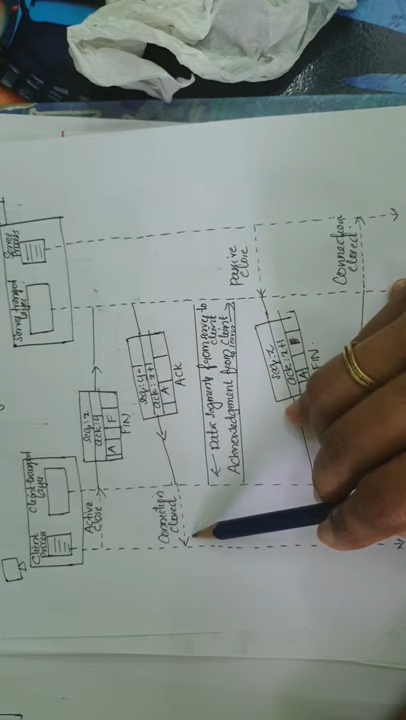 Client process
Client transport
layer
Server transport
layer
Server process
Active
close
seq: x
ack: y
A F
FIN
seq: y-1
ack: x+1
A
ACK
Connection
closed
Data segments from server to
client
Acknowledgement from client
Passive
close
seq: z
ack: x+1
A
FIN
Connection
closed